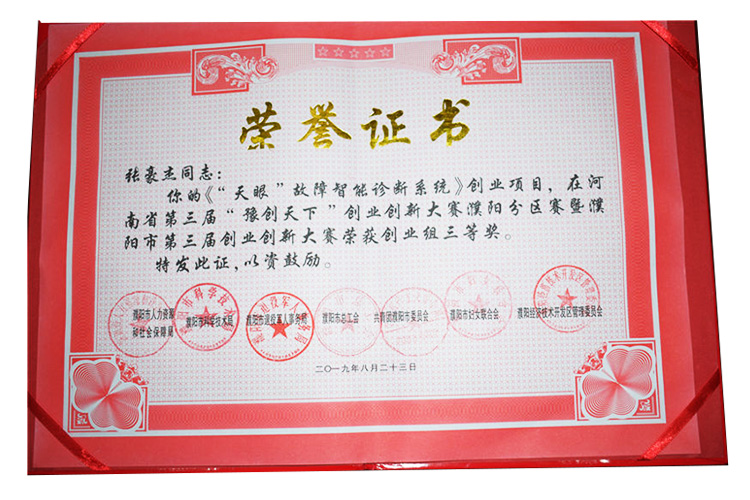 荣誉证书
张豪杰同志：
你的《“天眼”故障智能诊断系统》创业项目，在河
南省第三届“豫创天下”创业创新大赛濮阳分区赛暨濮
阳市第三届创业创新大赛荣获创业组三等奖。
特发此证，以资鼓励。
濮阳市人力资源
和社会保障局
濮阳市科学技术局
濮阳市退役军人事务局
濮阳市总工会
共青团濮阳市委员会
濮阳市妇女联合会
濮阳经济技术开发区管理委员会
二〇一九年八月二十三日